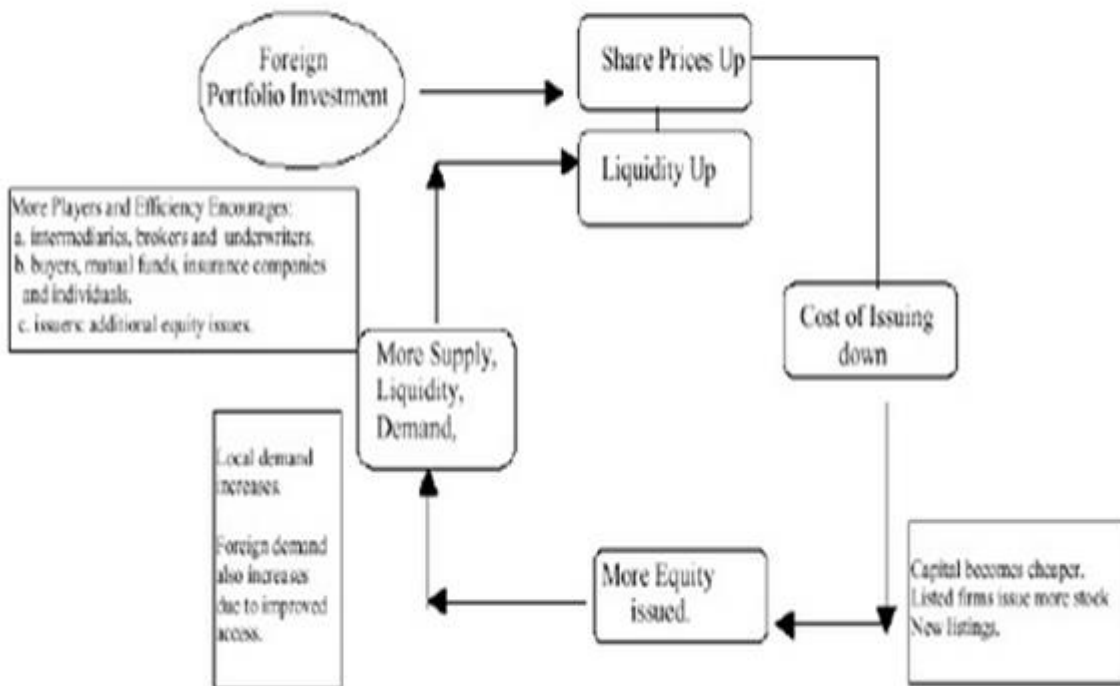 Foreign
Portfolio Investment
Share Prices Up
Liquidity Up
More Players and Efficiency Encourages:
a. intermediaries, brokers and underwriters.
b. buyers, mutual funds, insurance companies
and individuals.
c. issuers: additional equity issues.
Cost of Issuing
down
More Supply,
Liquidity,
Demand,
Local demand
increases.
Foreign demand
also increases
due to improved
access.
More Equity
issued.
Capital becomes cheaper.
Listed firms issue more stock
New listings.